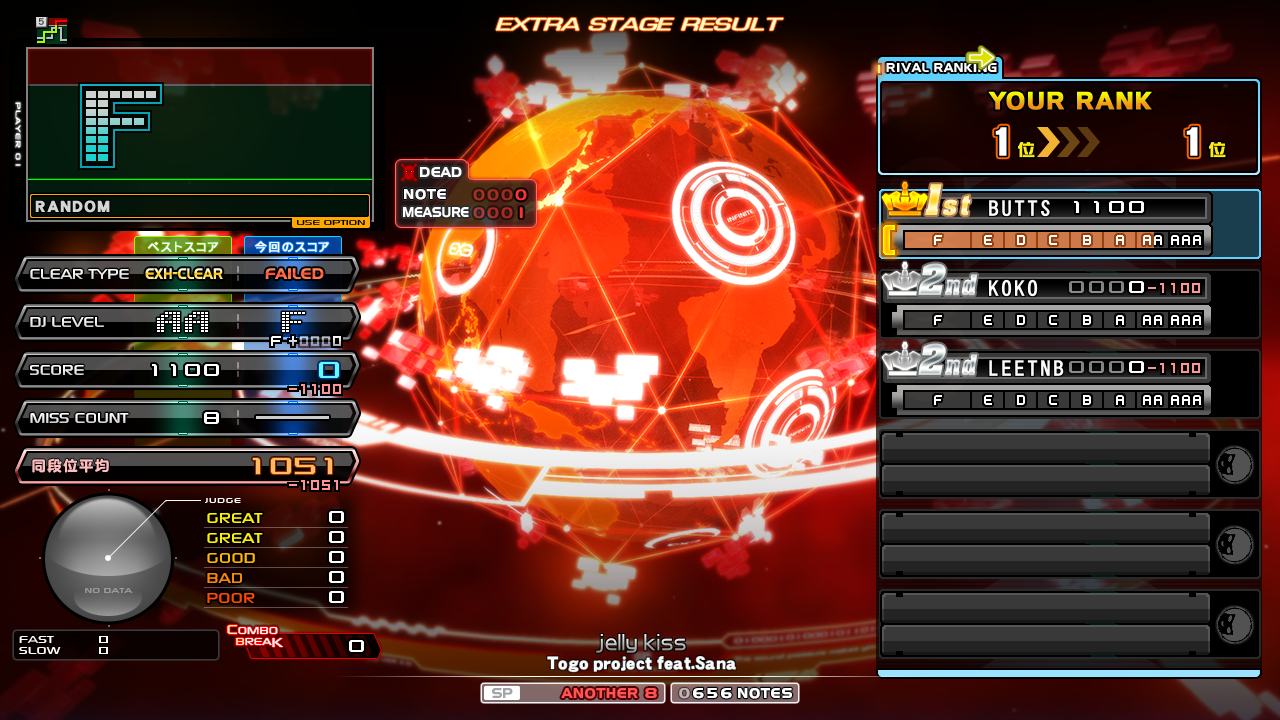 EXTRA STAGE RESULT
5
PLAYER 01
F
RANDOM
USE OPTION
DEAD
NOTE 0000
MEASURE 0001
ベストスコア 今回のスコア
CLEAR TYPE EXH-CLEAR FAILED
DJ LEVEL AA F
F +0000
SCORE 1100 0
-1100
MISS COUNT 8
同段位平均 1051
-1051
JUDGE
GREAT 0
GREAT 0
GOOD 0
BAD 0
POOR 0
NO DATA
FAST 0
SLOW 0
COMBO BREAK 0
INFINITE
jelly kiss
Togo project feat.Sana
SP ANOTHER 8 0656 NOTES
RIVAL RANKING
YOUR RANK
1位 1位
1st BUTTS 1100
F E D C B A AA AAA
2nd KOKO 0000 -1100
F E D C B A AA AAA
2nd LEETNB 0000 -1100
F E D C B A AA AAA